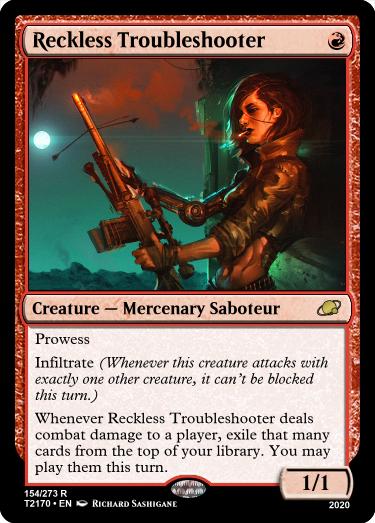 Reckless Troubleshooter
Creature — Mercenary Saboteur
Prowess
Infiltrate (Whenever this creature attacks with
exactly one other creature, it can't be blocked
this turn.)
Whenever Reckless Troubleshooter deals
combat damage to a player, exile that many
cards from the top of your library. You may
play them this turn.
1/1
154/273 R
T2170 • EN Richard Sashigane
2020